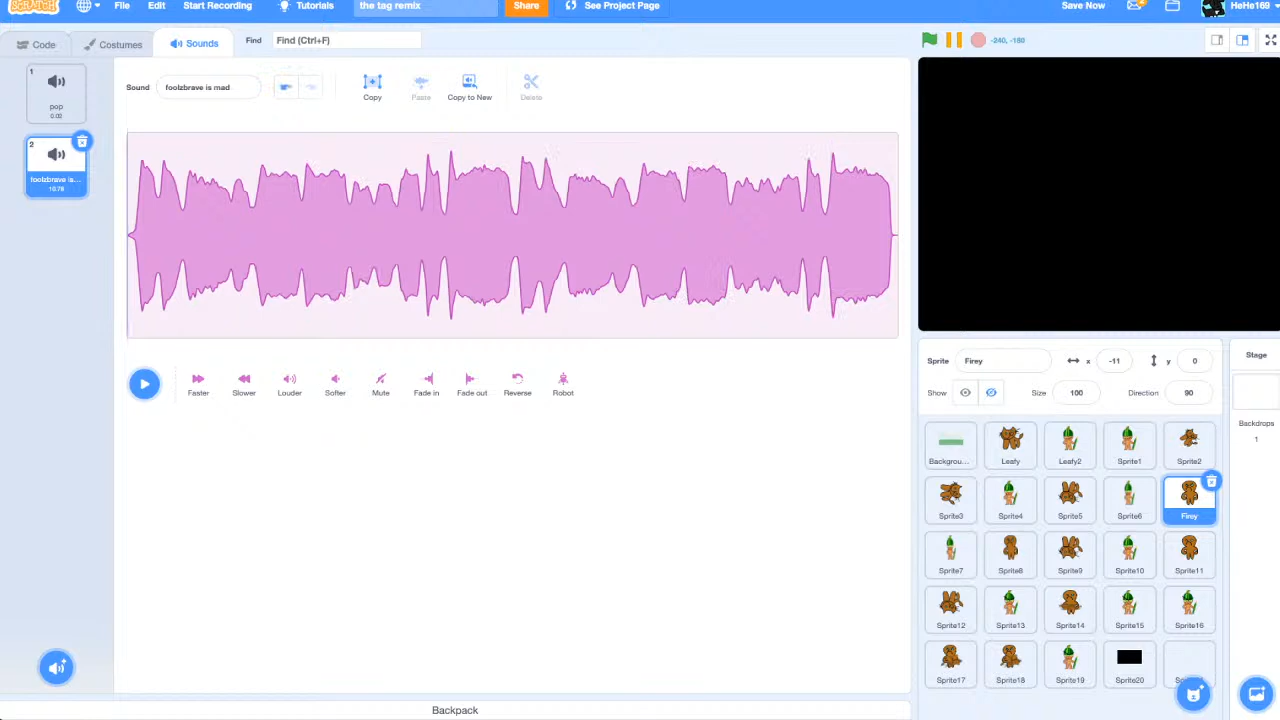 SCRATCH File Edit Start Recording Tutorials the tag remix Share See Project Page Save Now HeHe169
Code Costumes Sounds Find Find (Ctrl+F) -240, -180
1
pop
0.02
2
foolzbrave is...
10.76
Sound foolzbrave is mad
Copy Paste Copy to New Delete
Faster Slower Louder Softer Mute Fade in Fade out Reverse Robot
Sprite Firey x -11 y 0
Show Size 100 Direction 90
Stage
Backdrops
1
Backgrou... Leafy Leafy2 Sprite1 Sprite2
Sprite3 Sprite4 Sprite5 Sprite6 Firey
Sprite7 Sprite8 Sprite9 Sprite10 Sprite11
Sprite12 Sprite13 Sprite14 Sprite15 Sprite16
Sprite17 Sprite18 Sprite19 Sprite20
Backpack